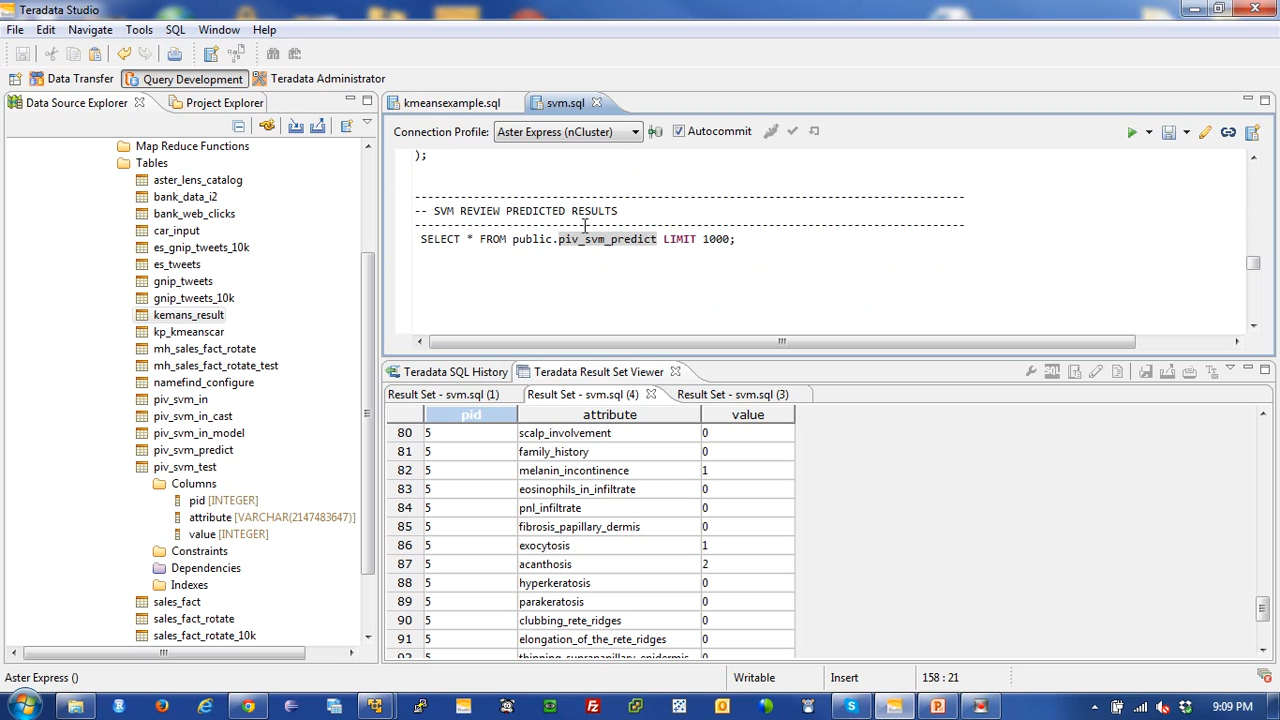 Teradata Studio
File Edit Navigate Tools SQL Window Help
Data Transfer Query Development Teradata Administrator
Data Source Explorer Project Explorer
Map Reduce Functions
Tables
aster_lens_catalog
bank_data_i2
bank_web_clicks
car_input
es_gnip_tweets_10k
es_tweets
gnip_tweets
gnip_tweets_10k
kemans_result
kp_kmeanscar
mh_sales_fact_rotate
mh_sales_fact_rotate_test
namefind_configure
piv_svm_in
piv_svm_in_cast
piv_svm_in_model
piv_svm_predict
piv_svm_test
Columns
pid [INTEGER]
attribute [VARCHAR(2147483647)]
value [INTEGER]
Constraints
Dependencies
Indexes
sales_fact
sales_fact_rotate
sales_fact_rotate_10k
kmeansexample.sql svm.sql
Connection Profile: Aster Express (nCluster) Autocommit
);
-- SVM REVIEW PREDICTED RESULTS
SELECT * FROM public.piv_svm_predict LIMIT 1000;
Teradata SQL History Teradata Result Set Viewer
SQL
Result Set - svm.sql (1) Result Set - svm.sql (4) Result Set - svm.sql (3)
pid attribute value
80 5 scalp_involvement 0
81 5 family_history 0
82 5 melanin_incontinence 1
83 5 eosinophils_in_infiltrate 0
84 5 pnl_infiltrate 0
85 5 fibrosis_papillary_dermis 0
86 5 exocytosis 1
87 5 acanthosis 2
88 5 hyperkeratosis 0
89 5 parakeratosis 0
90 5 clubbing_rete_ridges 0
91 5 elongation_of_the_rete_ridges 0
92 5 thinning_suprapapillary_epidermis 0
Aster Express () Writable Insert 158 : 21
9:09 PM